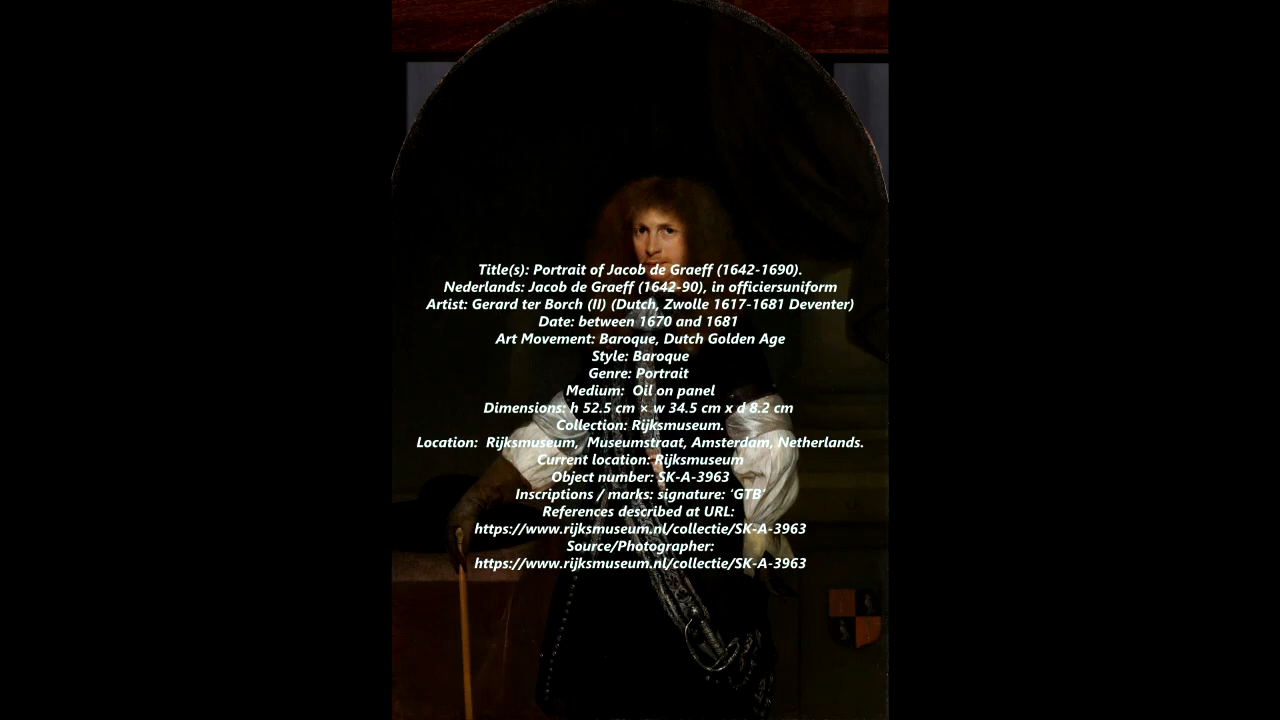 Title(s): Portrait of Jacob de Graeff (1642-1690).
Nederlands: Jacob de Graeff (1642-90), in officiersuniform
Artist: Gerard ter Borch (II) (Dutch, Zwolle 1617-1681 Deventer)
Date: between 1670 and 1681
Art Movement: Baroque, Dutch Golden Age
Style: Baroque
Genre: Portrait
Medium:  Oil on panel
Dimensions: h 52.5 cm × w 34.5 cm x d 8.2 cm
Collection: Rijksmuseum.
Location:  Rijksmuseum,  Museumstraat, Amsterdam, Netherlands.
Current location: Rijksmuseum
Object number: SK-A-3963
Inscriptions / marks: signature: ‘GTB’
References described at URL:
https://www.rijksmuseum.nl/collectie/SK-A-3963
Source/Photographer:
https://www.rijksmuseum.nl/collectie/SK-A-3963